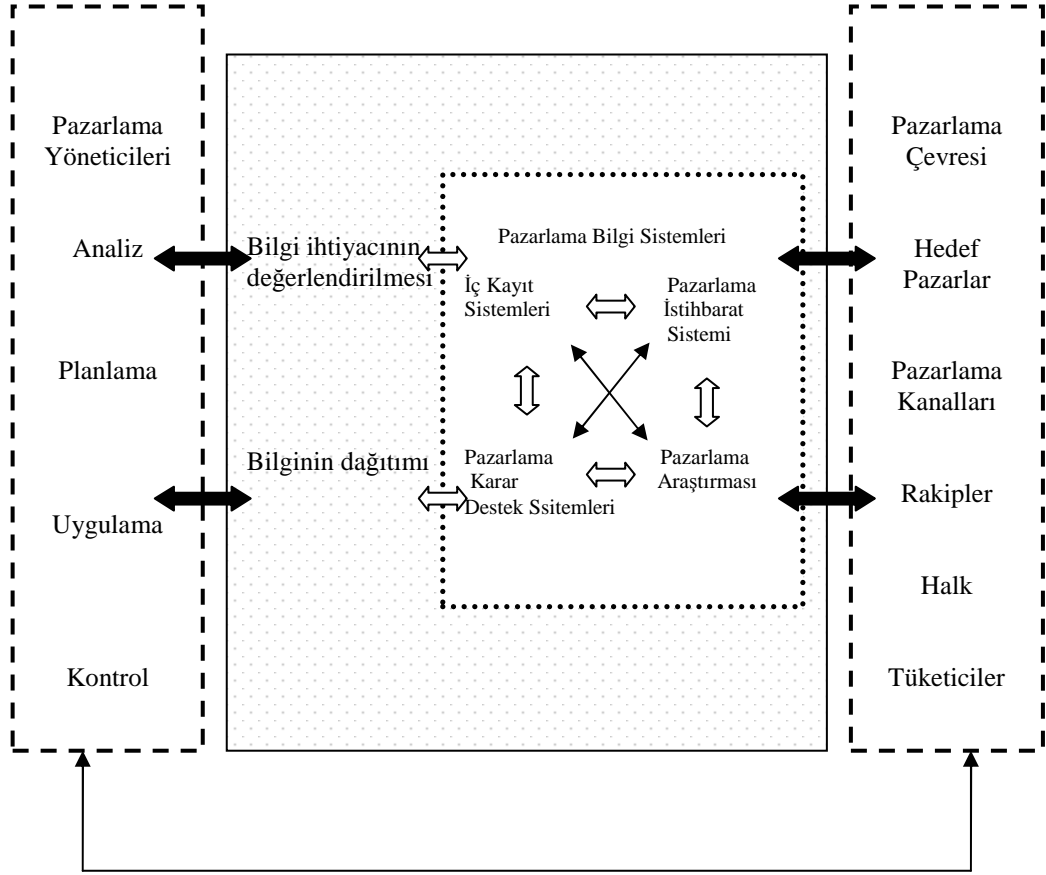 Pazarlama
Yöneticileri
Analiz
Planlama
Uygulama
Kontrol
Bilgi ihtiyacının
değerlendirilmesi
Bilginin dağıtımı
Pazarlama Bilgi Sistemleri
İç Kayıt
Sistemleri
Pazarlama
İstihbarat
Sistemi
Pazarlama
Karar
Destek Ssitemleri
Pazarlama
Araştırması
Pazarlama
Çevresi
Hedef
Pazarlar
Pazarlama
Kanalları
Rakipler
Halk
Tüketiciler